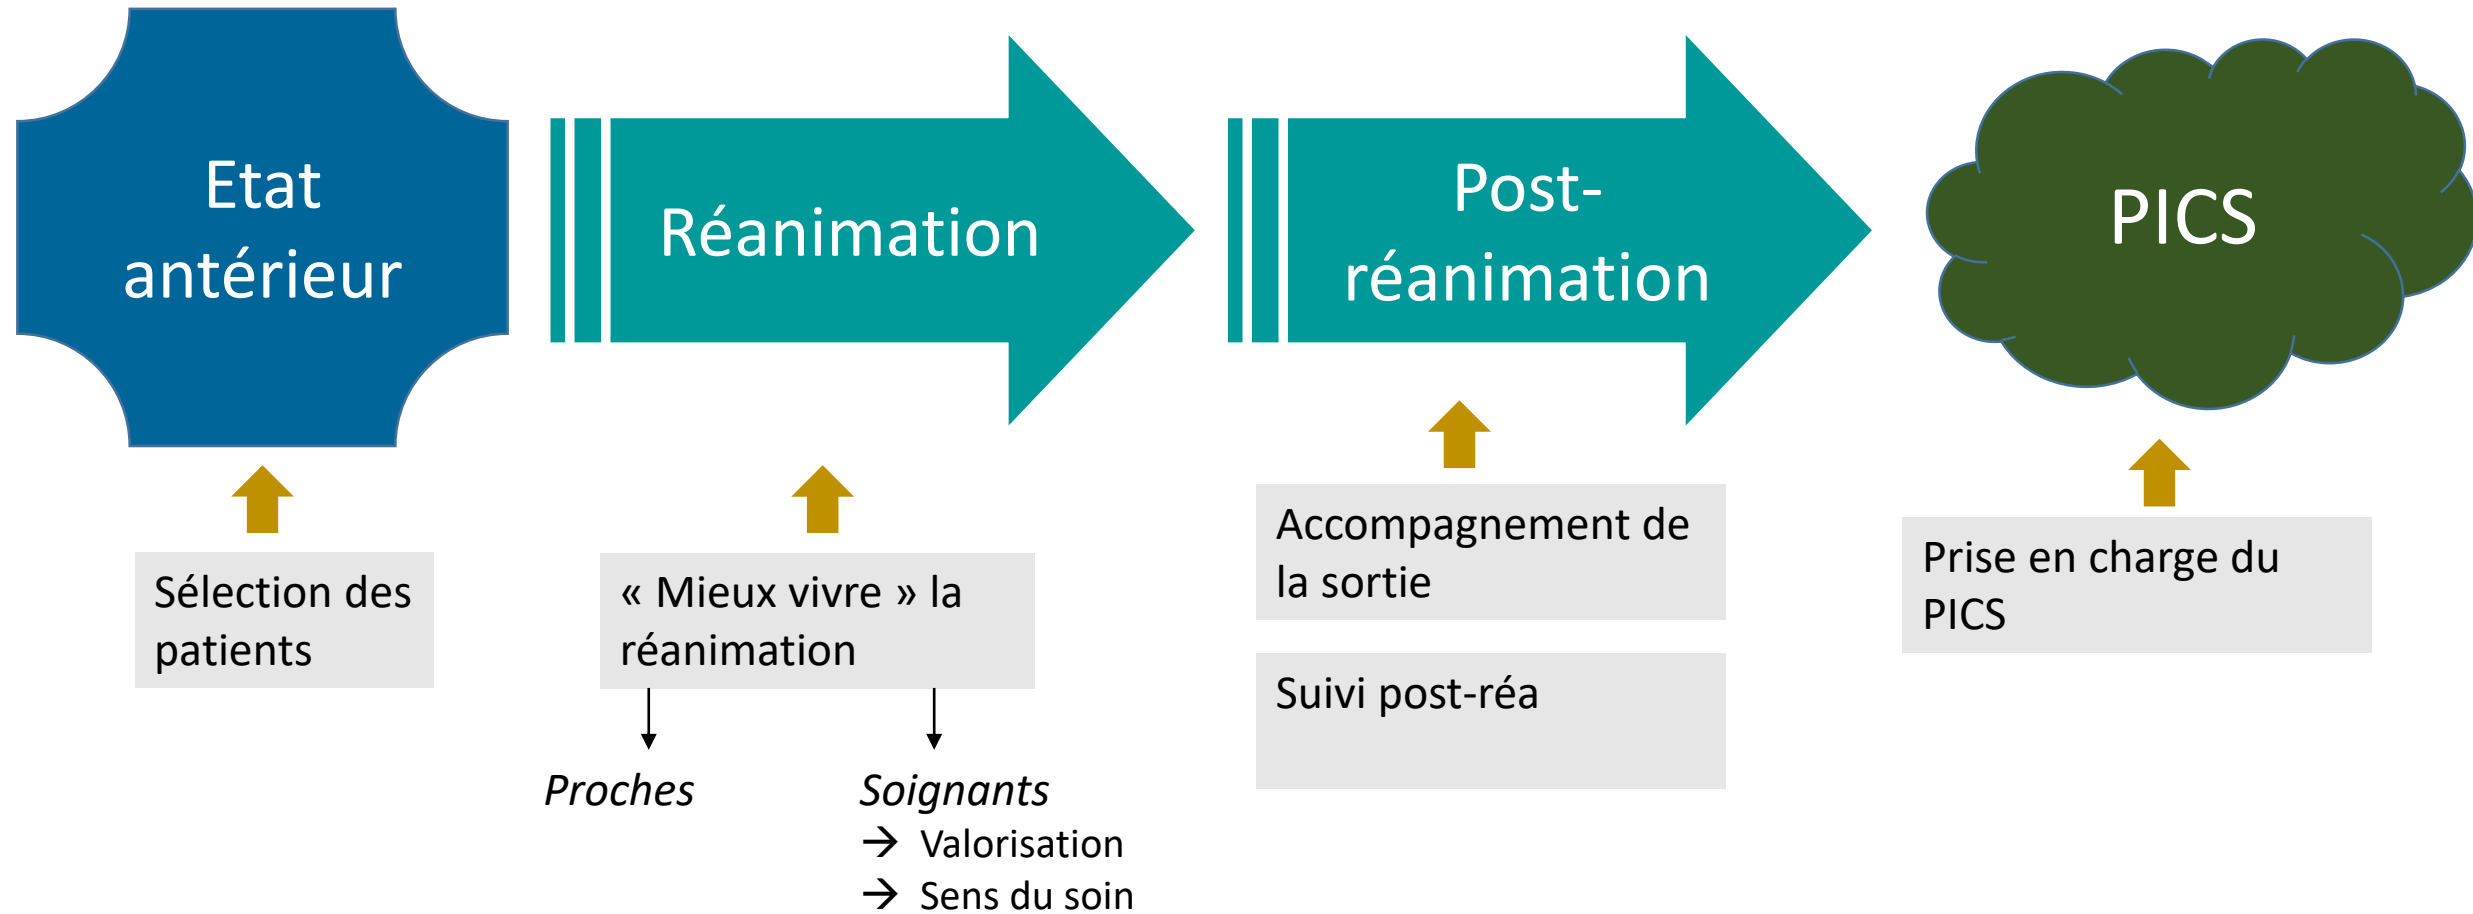 Etat
antérieur
Réanimation
Post-
réanimation
PICS
Sélection des
patients
« Mieux vivre » la
réanimation
Proches
Soignants
→ Valorisation
→ Sens du soin
Accompagnement de
la sortie
Suivi post-réa
Prise en charge du
PICS